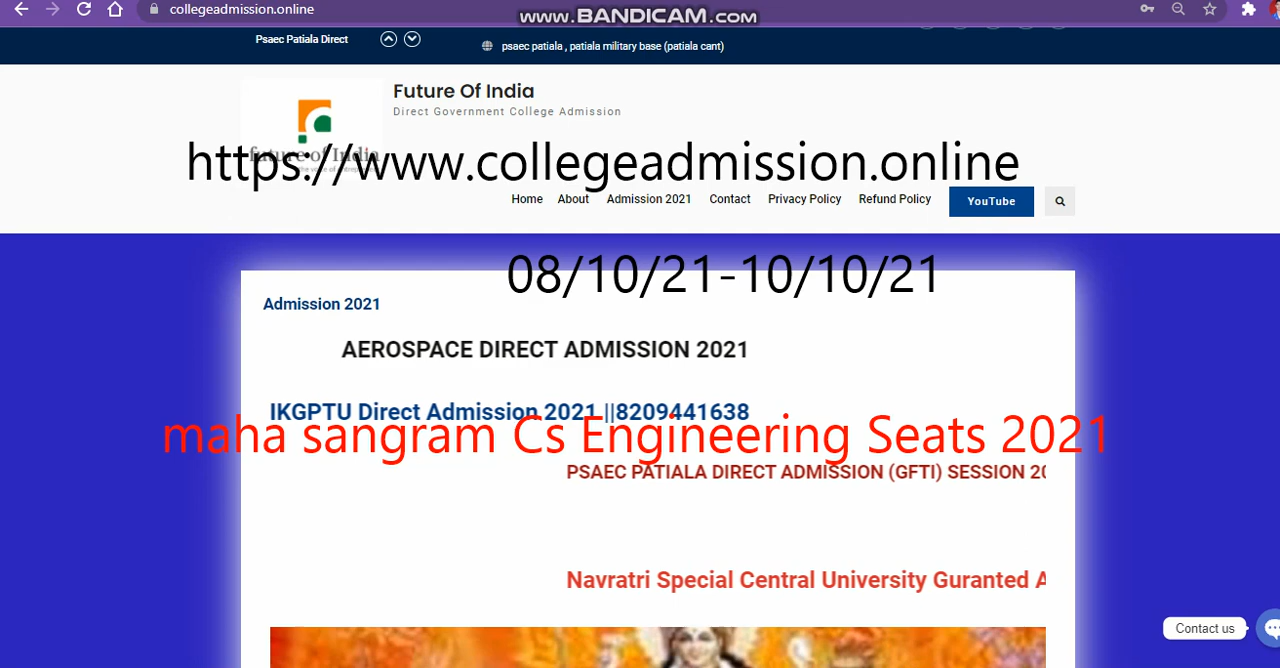 collegeadmission.online
www.BANDICAM.com
Psaec Patiala Direct
psaec patiala , patiala military base (patiala cant)
Future Of India
Direct Government College Admission
future of India
https://www.collegeadmission.online
Home About Admission 2021 Contact Privacy Policy Refund Policy YouTube
08/10/21-10/10/21
Admission 2021
AEROSPACE DIRECT ADMISSION 2021
IKGPTU Direct Admission 2021 ||8209441638
maha sangram Cs Engineering Seats 2021
PSAEC PATIALA DIRECT ADMISSION (GFTI) SESSION 20
Navratri Special Central University Guranted A
Contact us